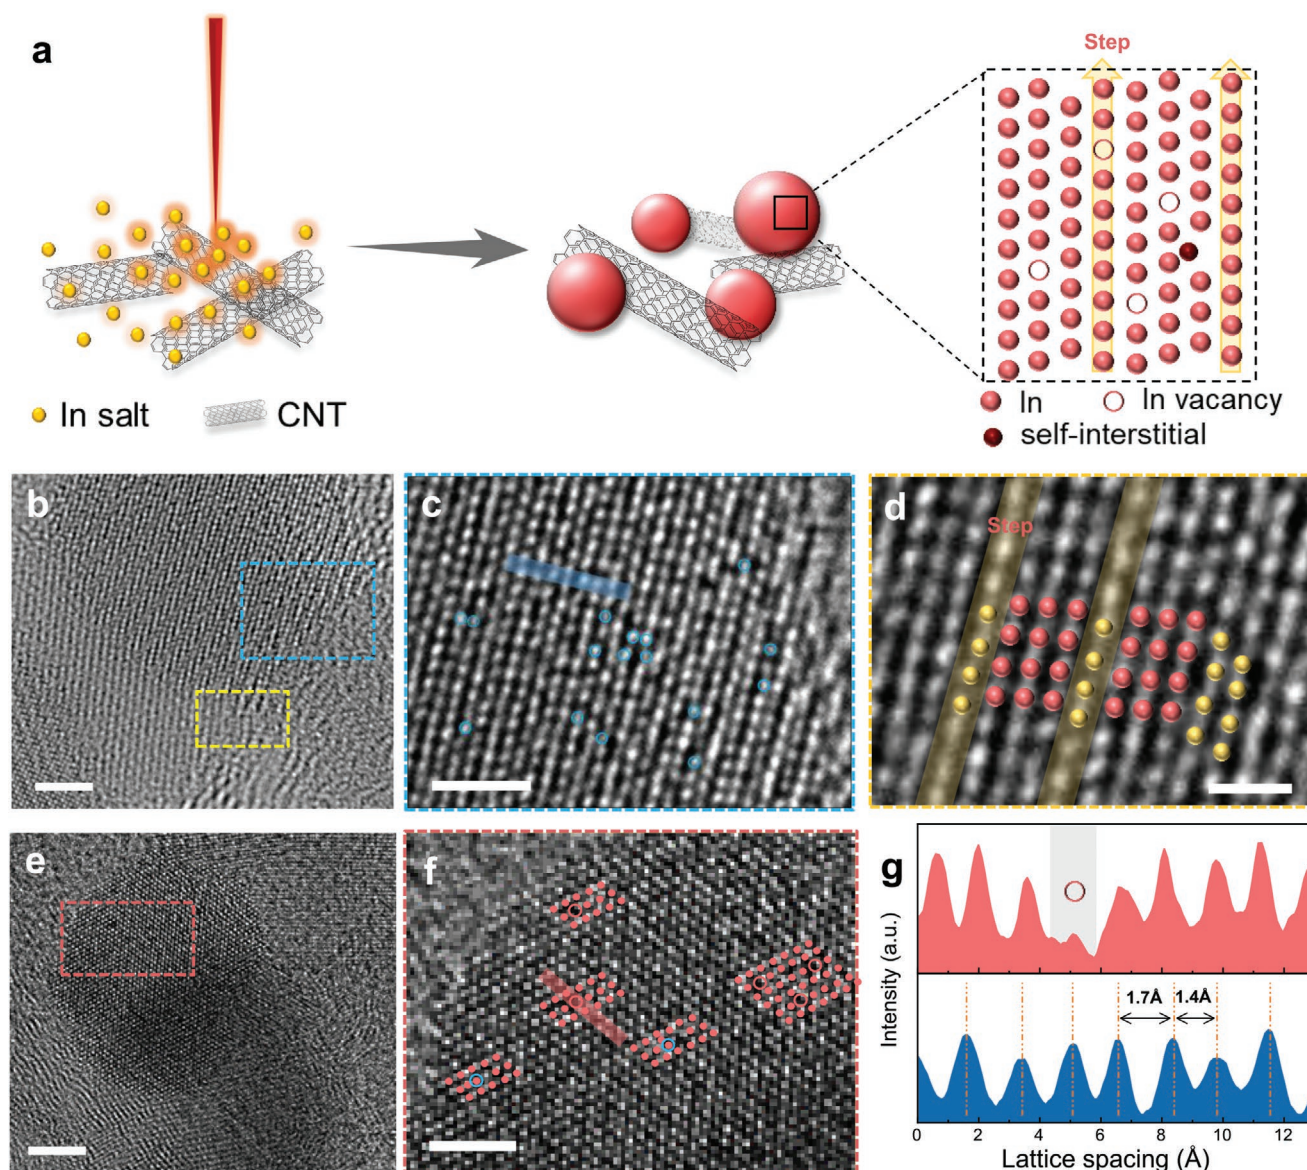 a
Step
In salt
CNT
In
In vacancy
self-interstitial
b
c
d
Step
e
f
g
Intensity (a.u.)
1.7Å
1.4Å
0
2
4
6
8
10
12
Lattice spacing (Å)